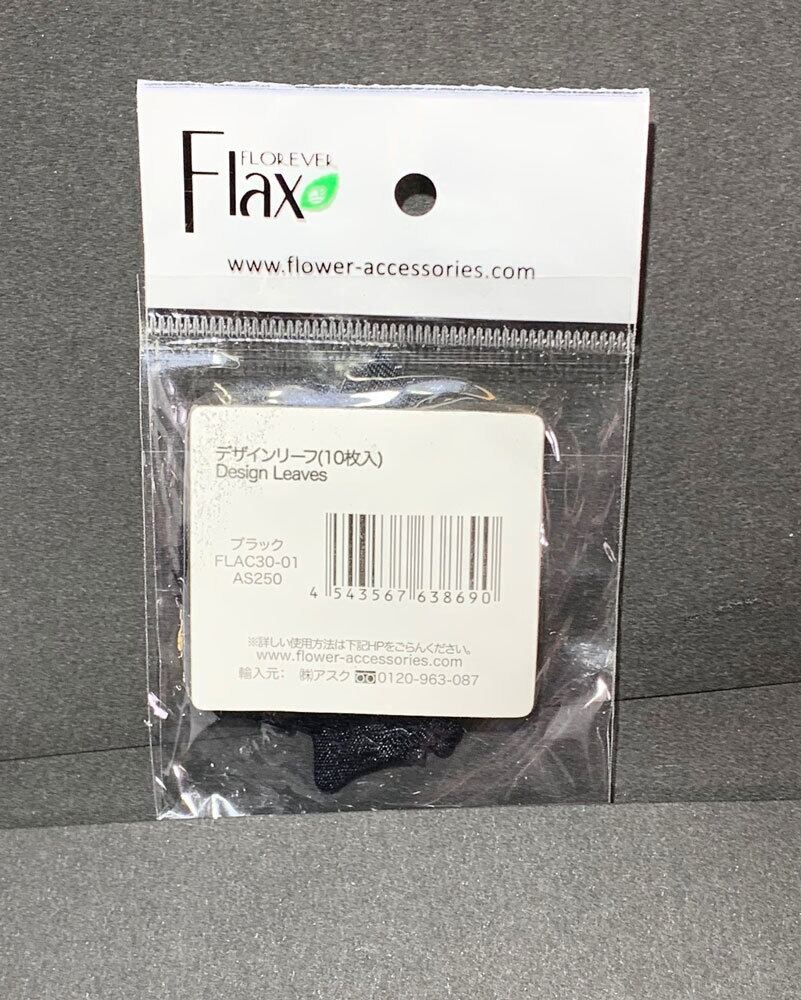 FLOREVER
Flax
www.flower-accessories.com
デザインリーフ(10枚入)
Design Leaves
ブラック
FLAC30-01
AS250
4 543567 638690
※詳しい使用方法は下記HPをごらんください。
www.flower-accessories.com
輸入元: ㈱アスク 0120-963-087